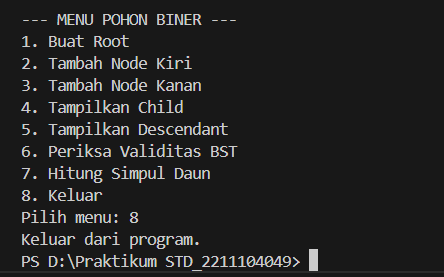 --- MENU POHON BINER ---
1. Buat Root
2. Tambah Node Kiri
3. Tambah Node Kanan
4. Tampilkan Child
5. Tampilkan Descendant
6. Periksa Validitas BST
7. Hitung Simpul Daun
8. Keluar
Pilih menu: 8
Keluar dari program.
PS D:\Praktikum STD_2211104049>